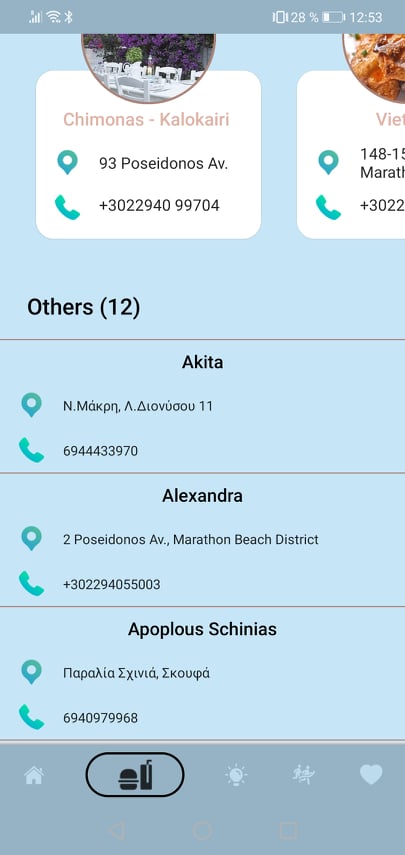 28 % 12:53
Chimonas - Kalokairi
93 Poseidonos Av.
+3022940 99704
Viet
148-15
Marath
+3022
Others (12)
Akita
Ν.Μάκρη, Λ.Διονύσου 11
6944433970
Alexandra
2 Poseidonos Av., Marathon Beach District
+302294055003
Apoplous Schinias
Παραλία Σχινιά, Σκουφά
6940979968